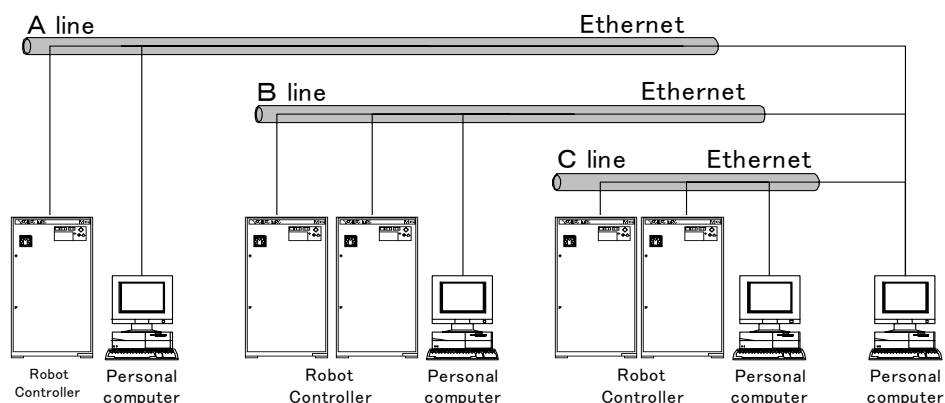 A line
Ethernet
B line
Ethernet
C line
Ethernet
Robot
Controller
Personal
computer
Robot
Controller
Personal
computer
Robot
Controller
Personal
computer
Personal
computer